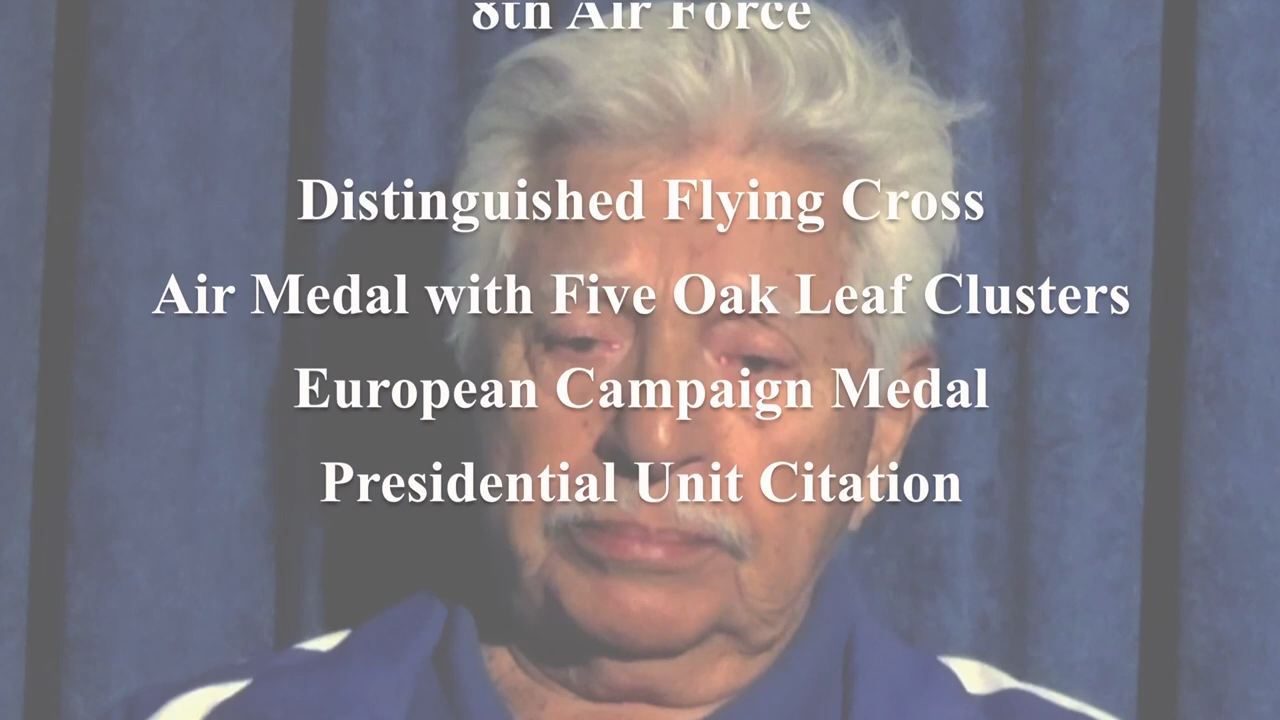 8th Air Force
Distinguished Flying Cross
Air Medal with Five Oak Leaf Clusters
European Campaign Medal
Presidential Unit Citation